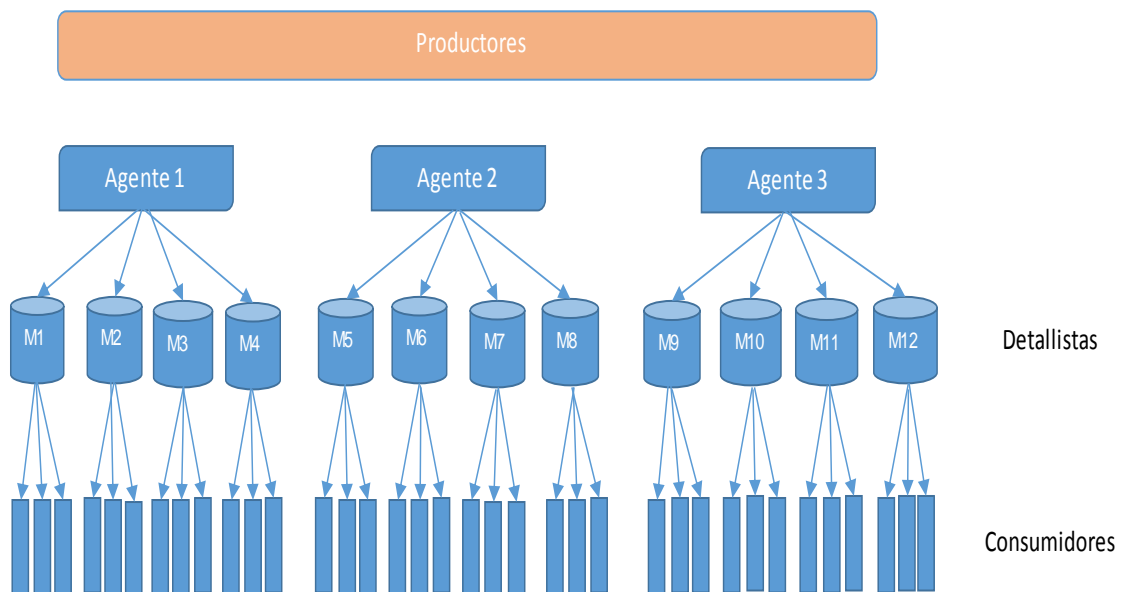 Productores
Agente 1
Agente 2
Agente 3
M1
M2
M3
M4
M5
M6
M7
M8
M9
M10
M11
M12
Detallistas
Consumidores